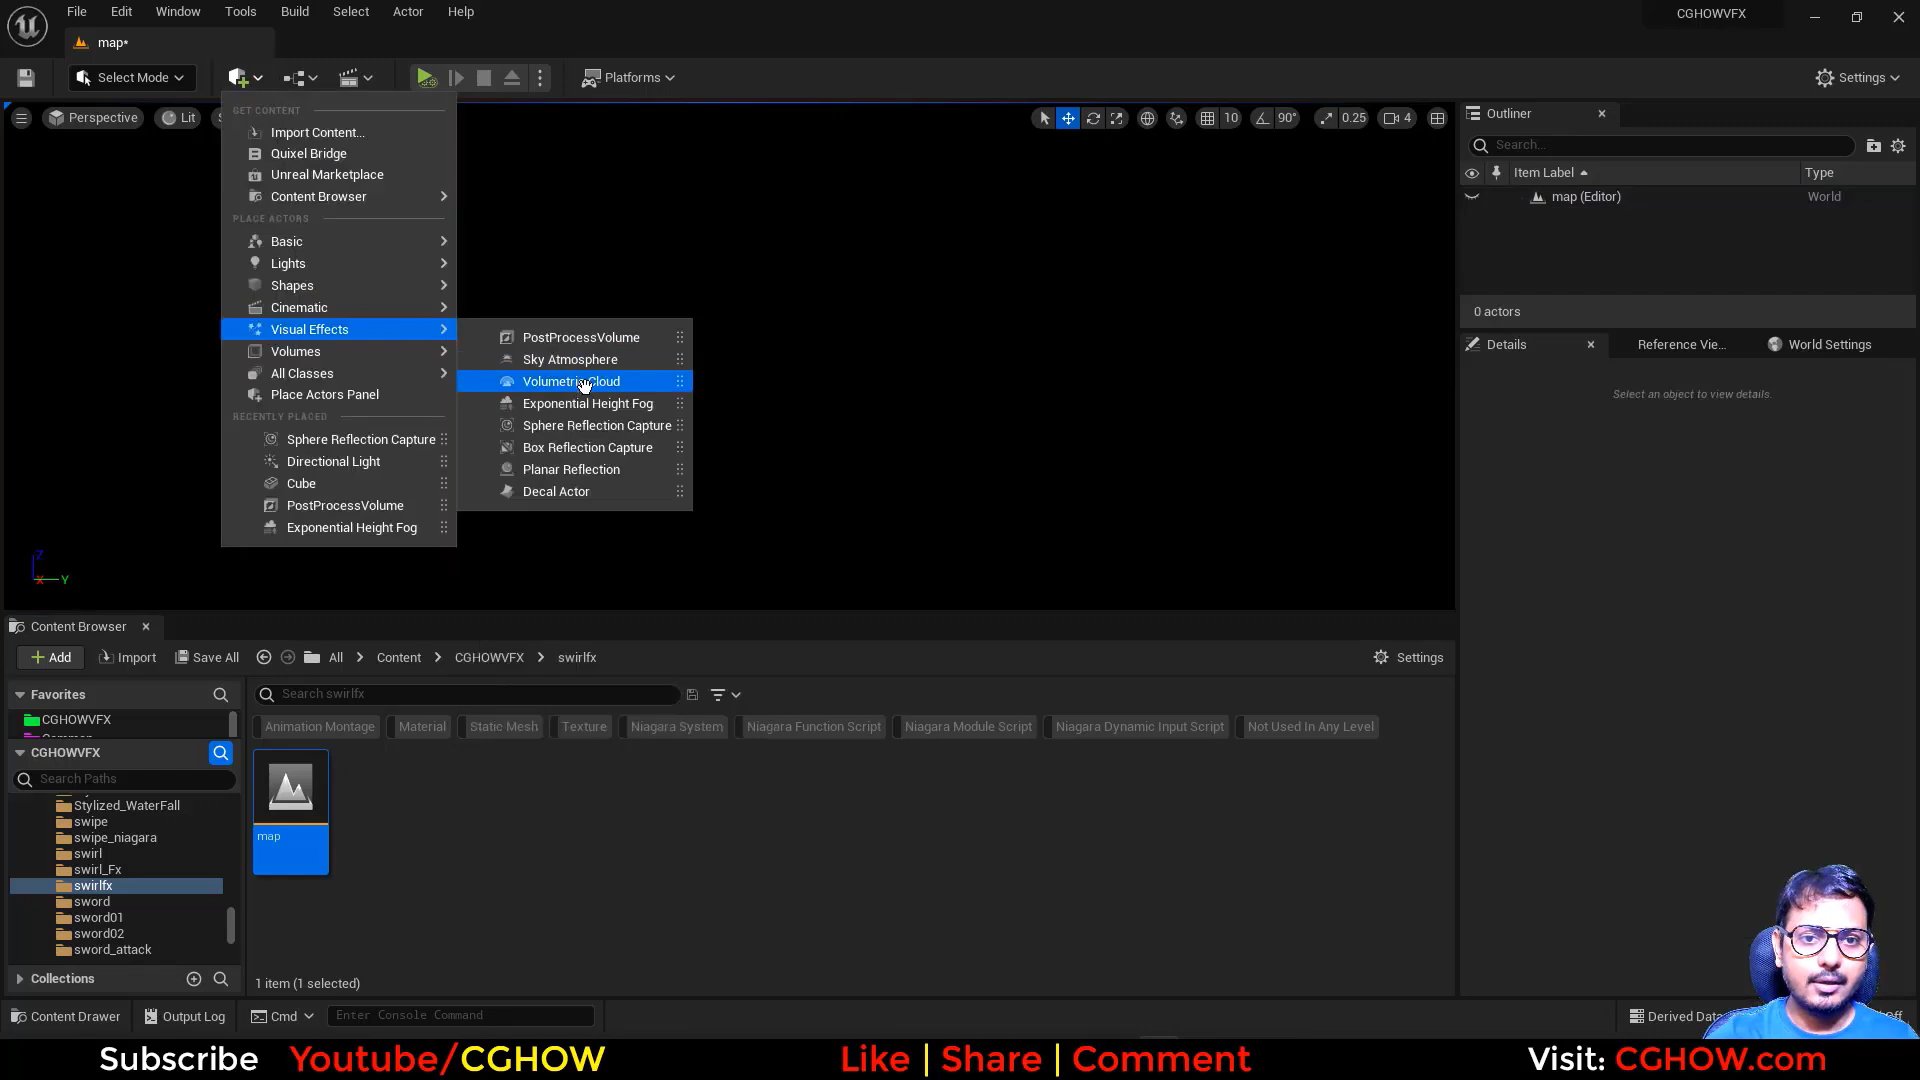 File Edit Window Tools Build Select Actor Help
CGHOWVFX
map*
Select Mode
Platforms
Settings
Perspective
Lit
10
90°
0.25
4
GET CONTENT
Import Content...
Quixel Bridge
Unreal Marketplace
Content Browser
PLACE ACTORS
Basic
Lights
Shapes
Cinematic
Visual Effects
Volumes
All Classes
Place Actors Panel
RECENTLY PLACED
Sphere Reflection Capture
Directional Light
Cube
PostProcessVolume
Exponential Height Fog
PostProcessVolume
Sky Atmosphere
Volumetric Cloud
Exponential Height Fog
Sphere Reflection Capture
Box Reflection Capture
Planar Reflection
Decal Actor
Z
X
Y
Outliner
Search...
Item Label
Type
map (Editor)
World
0 actors
Details
Reference Vie...
World Settings
Select an object to view details.
Content Browser
Add
Import
Save All
All > Content > CGHOWVFX > swirlfx
Settings
Favorites
CGHOWVFX
CGHOWVFX
Search Paths
Stylized_WaterFall
swipe
swipe_niagara
swirl
swirl_Fx
swirlfx
sword
sword01
sword02
sword_attack
Collections
Search swirlfx
Animation Montage
Material
Static Mesh
Texture
Niagara System
Niagara Function Script
Niagara Module Script
Niagara Dynamic Input Script
Not Used In Any Level
map
1 item (1 selected)
Content Drawer
Output Log
Cmd
Enter Console Command
Derived Data
Off
Subscribe Youtube/CGHOW
Like | Share | Comment
Visit: CGHOW.com